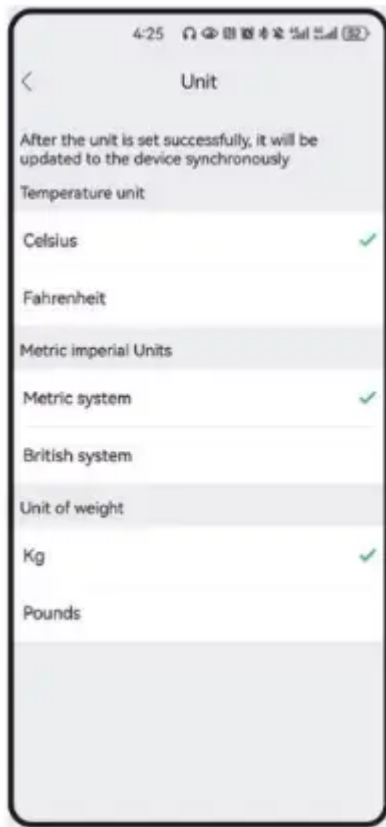 4:25 82
Unit
After the unit is set successfully, it will be
updated to the device synchronously
Temperature unit
Celsius
Fahrenheit
Metric imperial Units
Metric system
British system
Unit of weight
Kg
Pounds